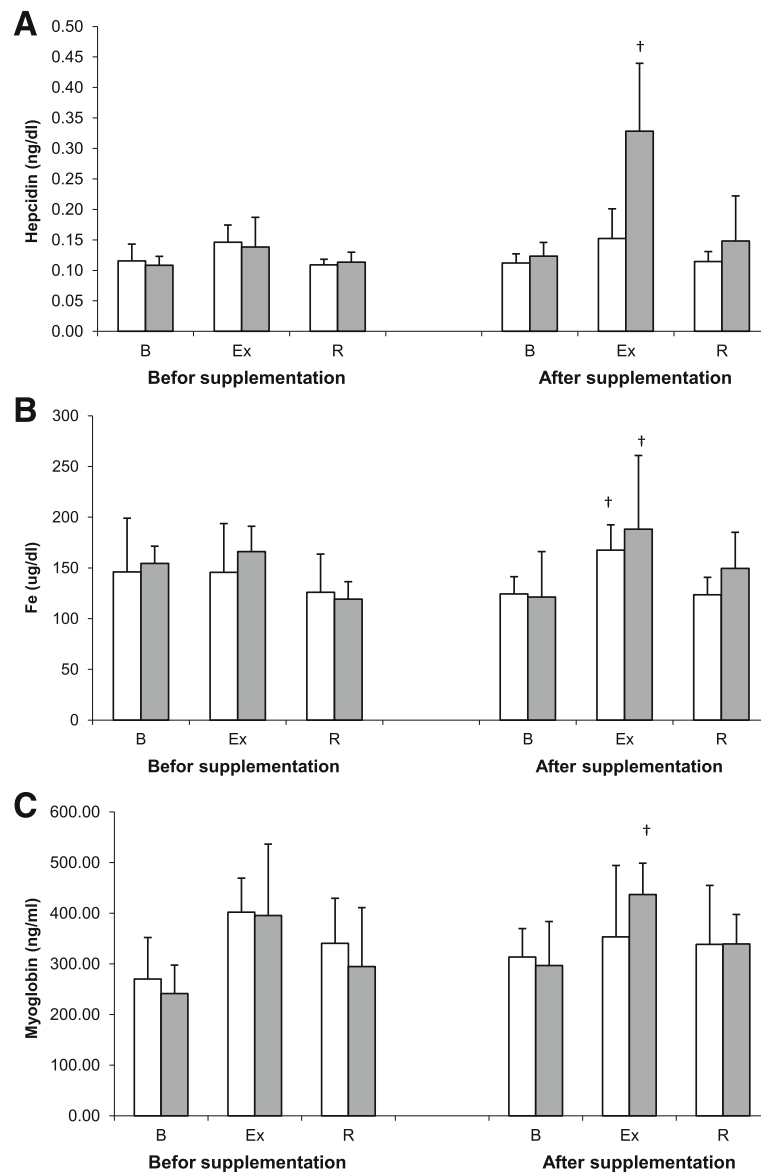 A
Hepcidin (ng/dl)
0.50
0.45
0.40
0.35
0.30
0.25
0.20
0.15
0.10
0.05
0.00
†
B Ex R B Ex R
Befor supplementation After supplementation
B
Fe (ug/dl)
300
250
200
150
100
50
0
† †
B Ex R B Ex R
Befor supplementation After supplementation
C
Myoglobin (ng/ml)
600.00
500.00
400.00
300.00
200.00
100.00
0.00
†
B Ex R B Ex R
Befor supplementation After supplementation